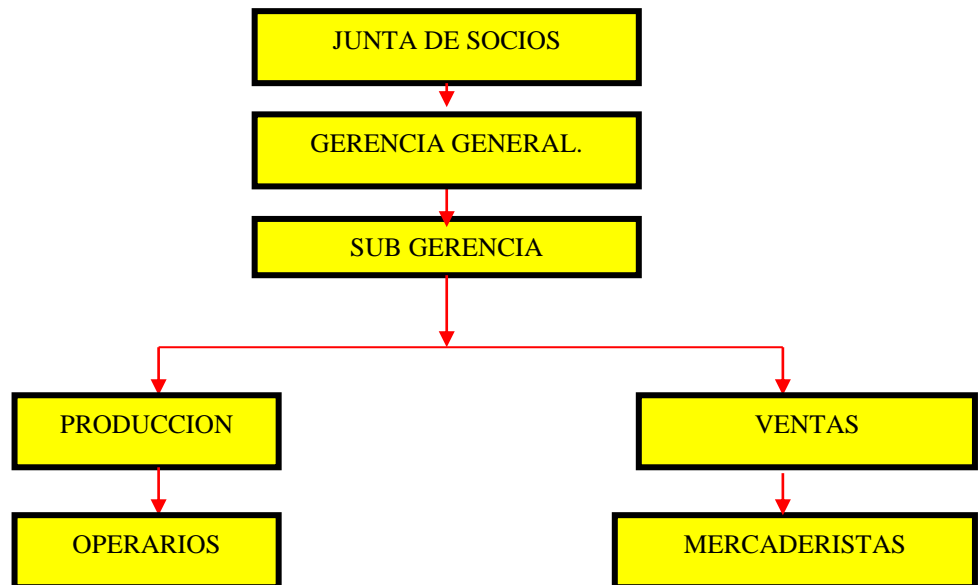 JUNTA DE SOCIOS
GERENCIA GENERAL.
SUB GERENCIA
PRODUCCION
VENTAS
OPERARIOS
MERCADERISTAS